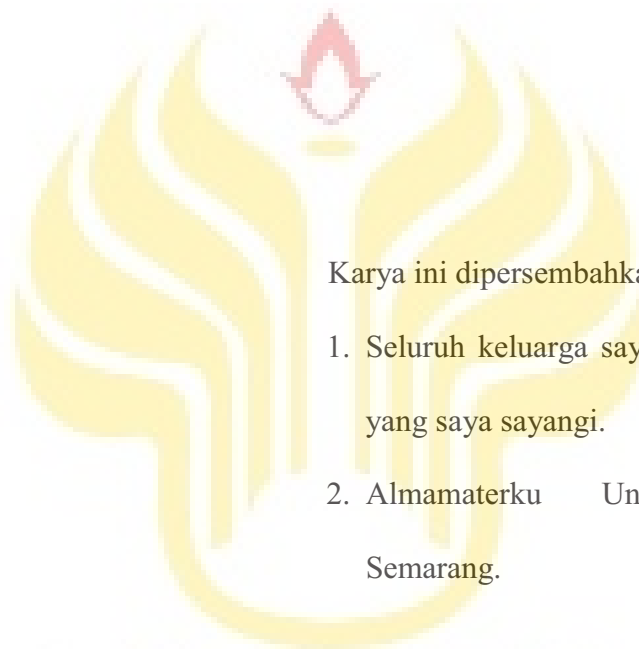 Karya ini dipersembahka
1. Seluruh keluarga say
yang saya sayangi.
2. Almamaterku Un
Semarang.